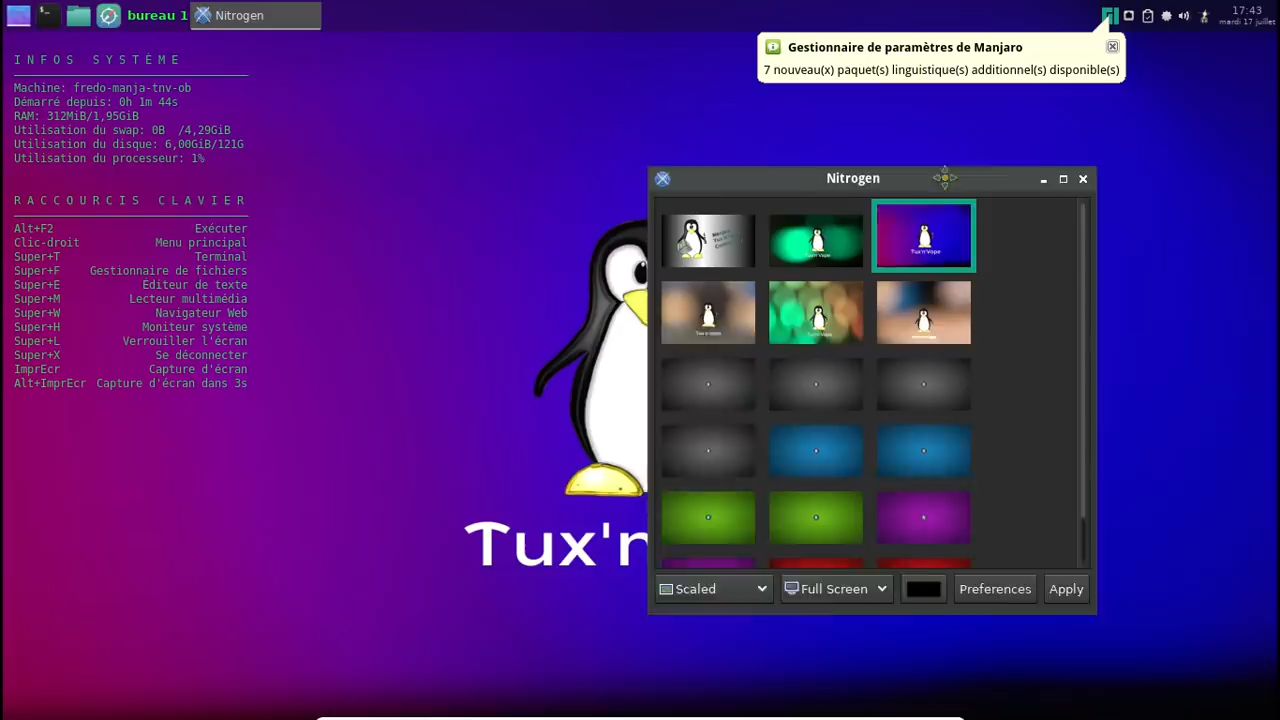 bureau 1
Nitrogen
17:43
mardi 17 juillet
Gestionnaire de paramètres de Manjaro
7 nouveau(x) paquet(s) linguistique(s) additionnel(s) disponible(s)
INFOS SYSTÈME
Machine: fredo-manja-tnv-ob
Démarré depuis: 0h 1m 44s
RAM: 312MiB/1,95GiB
Utilisation du swap: 0B /4,29GiB
Utilisation du disque: 6,00GiB/121G
Utilisation du processeur: 1%
RACCOURCIS CLAVIER
Alt+F2 Exécuter
Clic-droit Menu principal
Super+T Terminal
Super+F Gestionnaire de fichiers
Super+E Éditeur de texte
Super+M Lecteur multimédia
Super+W Navigateur Web
Super+H Moniteur système
Super+L Verrouiller l'écran
Super+X Se déconnecter
ImprEcr Capture d'écran
Alt+ImprEcr Capture d'écran dans 3s
Tux'n
Nitrogen
Tux'n'Vape
Scaled Full Screen Preferences Apply